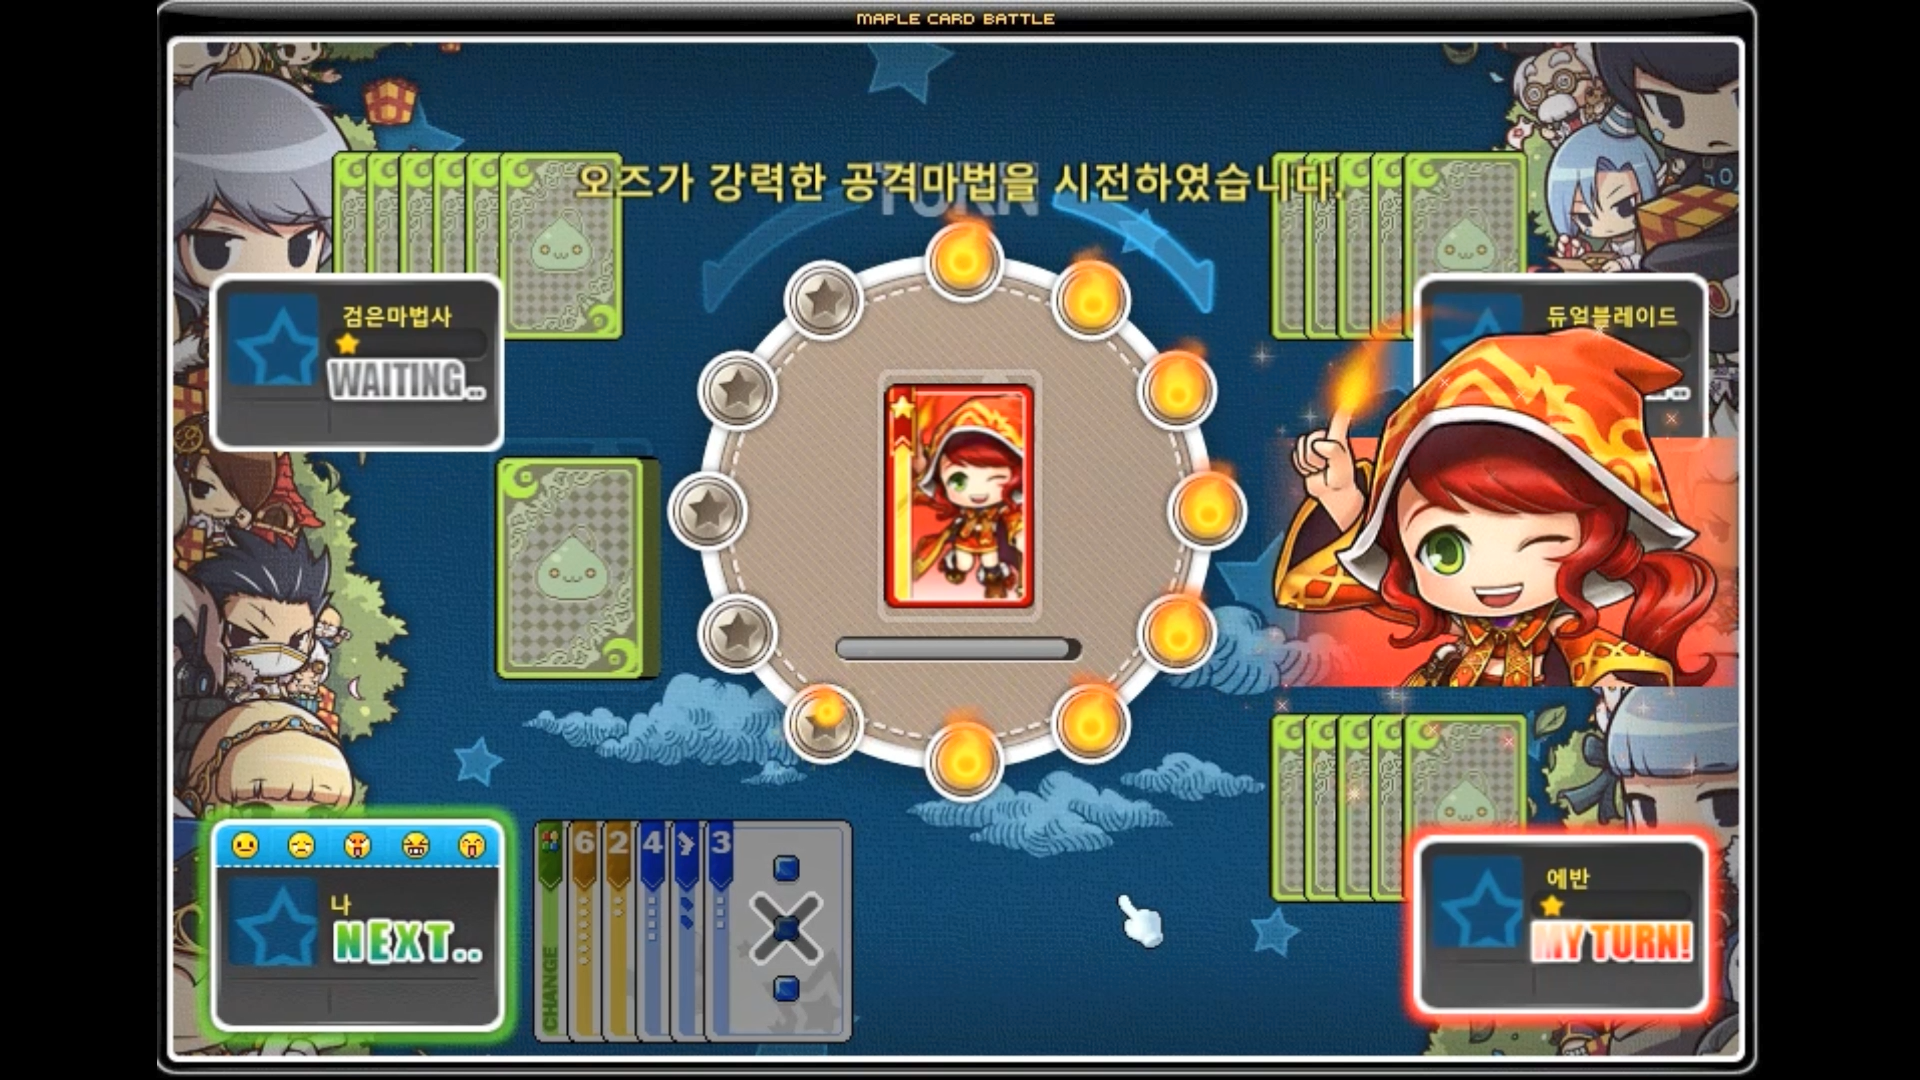 MAPLE CARD BATTLE
오즈가 강력한 공격마법을 시전하였습니다.
TURN
검은마법사
WAITING..
듀얼블레이드
나
NEXT..
CHANGE
6
2
4
3
에반
MY TURN!